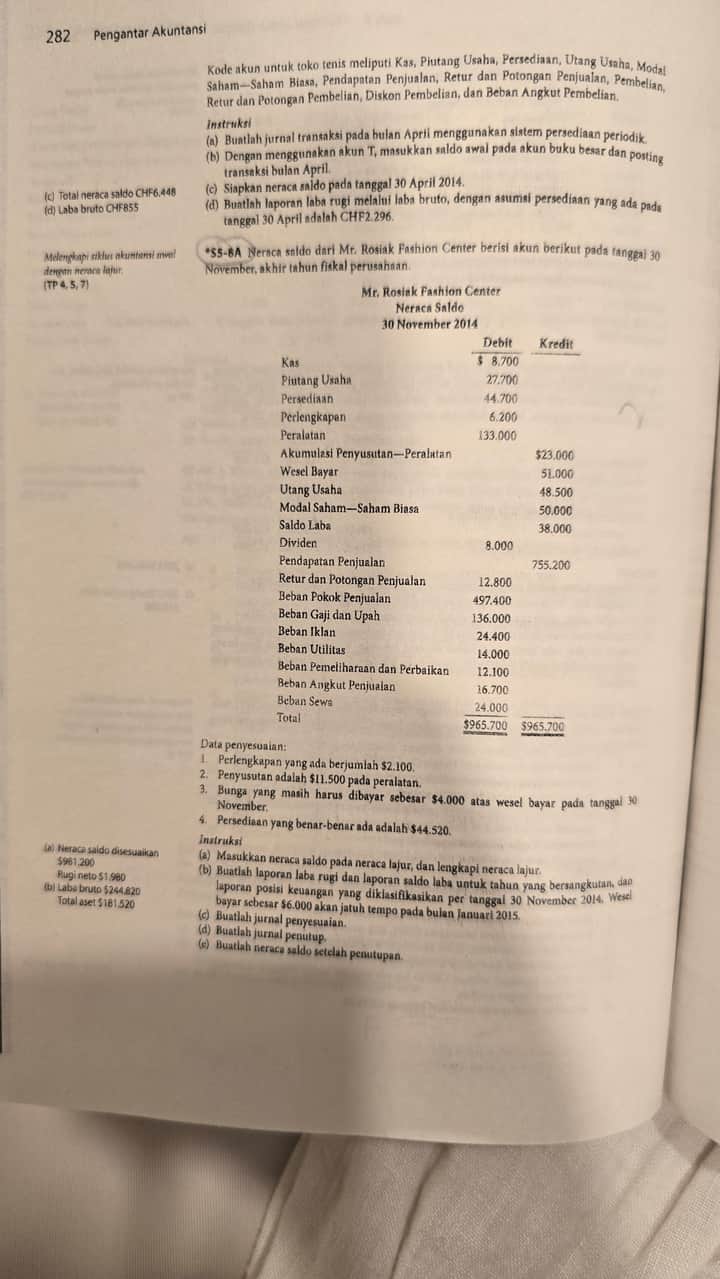 282 Pengantar Akuntansi
Kode akun untuk toko tenis meliputi Kas, Piutang Usaha, Persediaan, Utang Usaha, Modal
Saham—Saham Biasa, Pendapatan Penjualan, Retur dan Potongan Penjualan, Pembelian,
Retur dan Potongan Pembelian, Diskon Pembelian, dan Beban Angkut Pembelian.
Instruksi
(a) Buatlah jurnal transaksi pada bulan April menggunakan sistem persediaan periodik.
(b) Dengan menggunakan akun T, masukkan saldo awal pada akun buku besar dan posting
transaksi bulan April.
(c) Siapkan neraca saldo pada tanggal 30 April 2014.
(d) Buatlah laporan laba rugi melalui laba bruto, dengan asumsi persediaan yang ada pada
tanggal 30 April adalah CHF2.296.
(c) Total neraca saldo CHF6.448
(d) Laba bruto CHF855
Melengkapi siklus akuntansi awal
dengan neraca lajur.
(TP 4, 5, 7)
*S5-8A Neraca saldo dari Mr. Rosiak Fashion Center berisi akun berikut pada tanggal 30
November, akhir tahun fiskal perusahaan.
Mr. Rosiak Fashion Center
Neraca Saldo
30 November 2014
Debit Kredit
Kas $ 8.700
Piutang Usaha 27.700
Persediaan 44.700
Perlengkapan 6.200
Peralatan 133.000
Akumulasi Penyusutan—Peralatan $23.000
Wesel Bayar 51.000
Utang Usaha 48.500
Modal Saham—Saham Biasa 50.000
Saldo Laba 38.000
Dividen 8.000
Pendapatan Penjualan 755.200
Retur dan Potongan Penjualan 12.800
Beban Pokok Penjualan 497.400
Beban Gaji dan Upah 136.000
Beban Iklan 24.400
Beban Utilitas 14.000
Beban Pemeliharaan dan Perbaikan 12.100
Beban Angkut Penjualan 16.700
Beban Sewa 24.000
Total $965.700 $965.700
Data penyesuaian:
1. Perlengkapan yang ada berjumlah $2.100.
2. Penyusutan adalah $11.500 pada peralatan.
3. Bunga yang masih harus dibayar sebesar $4.000 atas wesel bayar pada tanggal 30
November.
4. Persediaan yang benar-benar ada adalah $44.520.
Instruksi
(a) Masukkan neraca saldo pada neraca lajur, dan lengkapi neraca lajur.
(b) Buatlah laporan laba rugi dan laporan saldo laba untuk tahun yang bersangkutan, dan
laporan posisi keuangan yang diklasifikasikan per tanggal 30 November 2014. Wesel
bayar sebesar $6.000 akan jatuh tempo pada bulan Januari 2015.
(c) Buatlah jurnal penyesuaian.
(d) Buatlah jurnal penutup.
(e) Buatlah neraca saldo setelah penutupan.
(a) Neraca saldo disesuaikan
$981.200
Rugi neto $1.980
(b) Laba bruto $244.820
Total aset $181.520